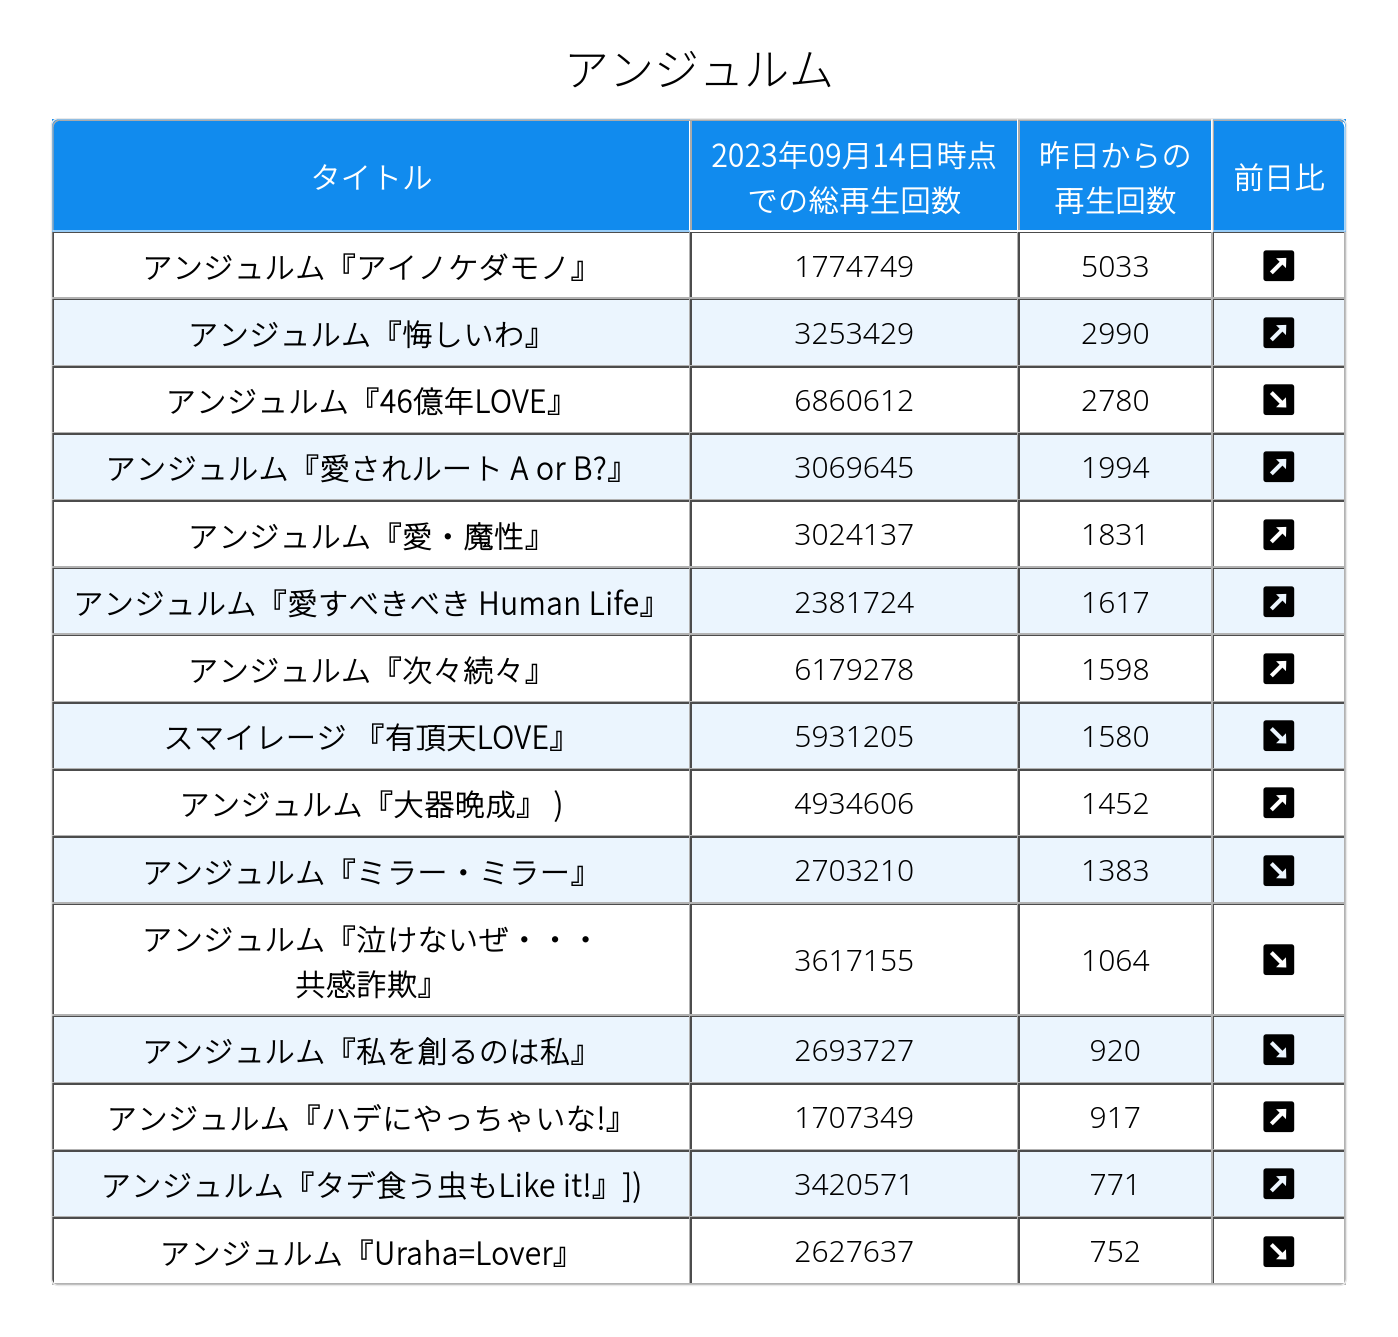 アンジュルム
タイトル
2023年09月14日時点
での総再生回数
昨日からの
再生回数
前日比
アンジュルム『アイノケダモノ』 1774749 5033
アンジュルム『悔しいわ』 3253429 2990
アンジュルム『46億年LOVE』 6860612 2780
アンジュルム『愛されルート A or B?』 3069645 1994
アンジュルム『愛・魔性』 3024137 1831
アンジュルム『愛すべきべき Human Life』 2381724 1617
アンジュルム『次々続々』 6179278 1598
スマイレージ 『有頂天LOVE』 5931205 1580
アンジュルム『大器晩成』 ) 4934606 1452
アンジュルム『ミラー・ミラー』 2703210 1383
アンジュルム『泣けないぜ・・・
共感詐欺』 3617155 1064
アンジュルム『私を創るのは私』 2693727 920
アンジュルム『ハデにやっちゃいな!』 1707349 917
アンジュルム『タデ食う虫もLike it!』]) 3420571 771
アンジュルム『Uraha=Lover』 2627637 752